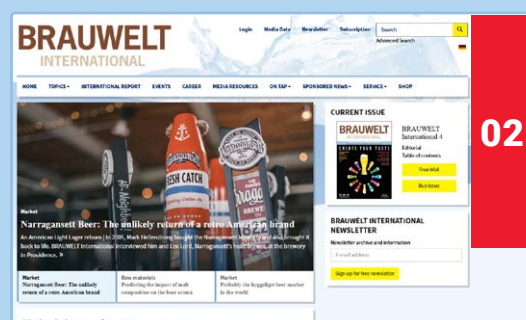 BRAUWELT
INTERNATIONAL
Login Media Data Newsletter Subscription Search
Advanced Search
HOME TOPICS INTERNATIONAL REPORT EVENTS CAREER MEDIA RESOURCES ON TAP SPONSORED NEWS SERVICE SHOP
02
Narragansett
FRESH CATCH
Market
Narragansett Beer: The unlikely return of a retro American brand
An American Light Lager reborn | In 2005, Mark Hellendrung bought the Narragansett brand and brought it
back to life. BRAUWELT International interviewed him and Lee Lord, Narragansett's head brewer, at the brewery
in Providence. »
Market
Narragansett Beer: The unlikely
return of a retro American brand
Raw materials
Predicting the impact of malt
composition on the beer aroma
Market
Probably the hyggeligst beer market
in the world
CURRENT ISSUE
BRAUWELT
INTERNATIONAL
CREATE YOUR TASTE
BRAUWELT
International 4
Editorial
Table of contents
Free trial
Buy issue
BRAUWELT INTERNATIONAL
NEWSLETTER
Newsletter archive and information
E-mail address
Sign up for free newsletter